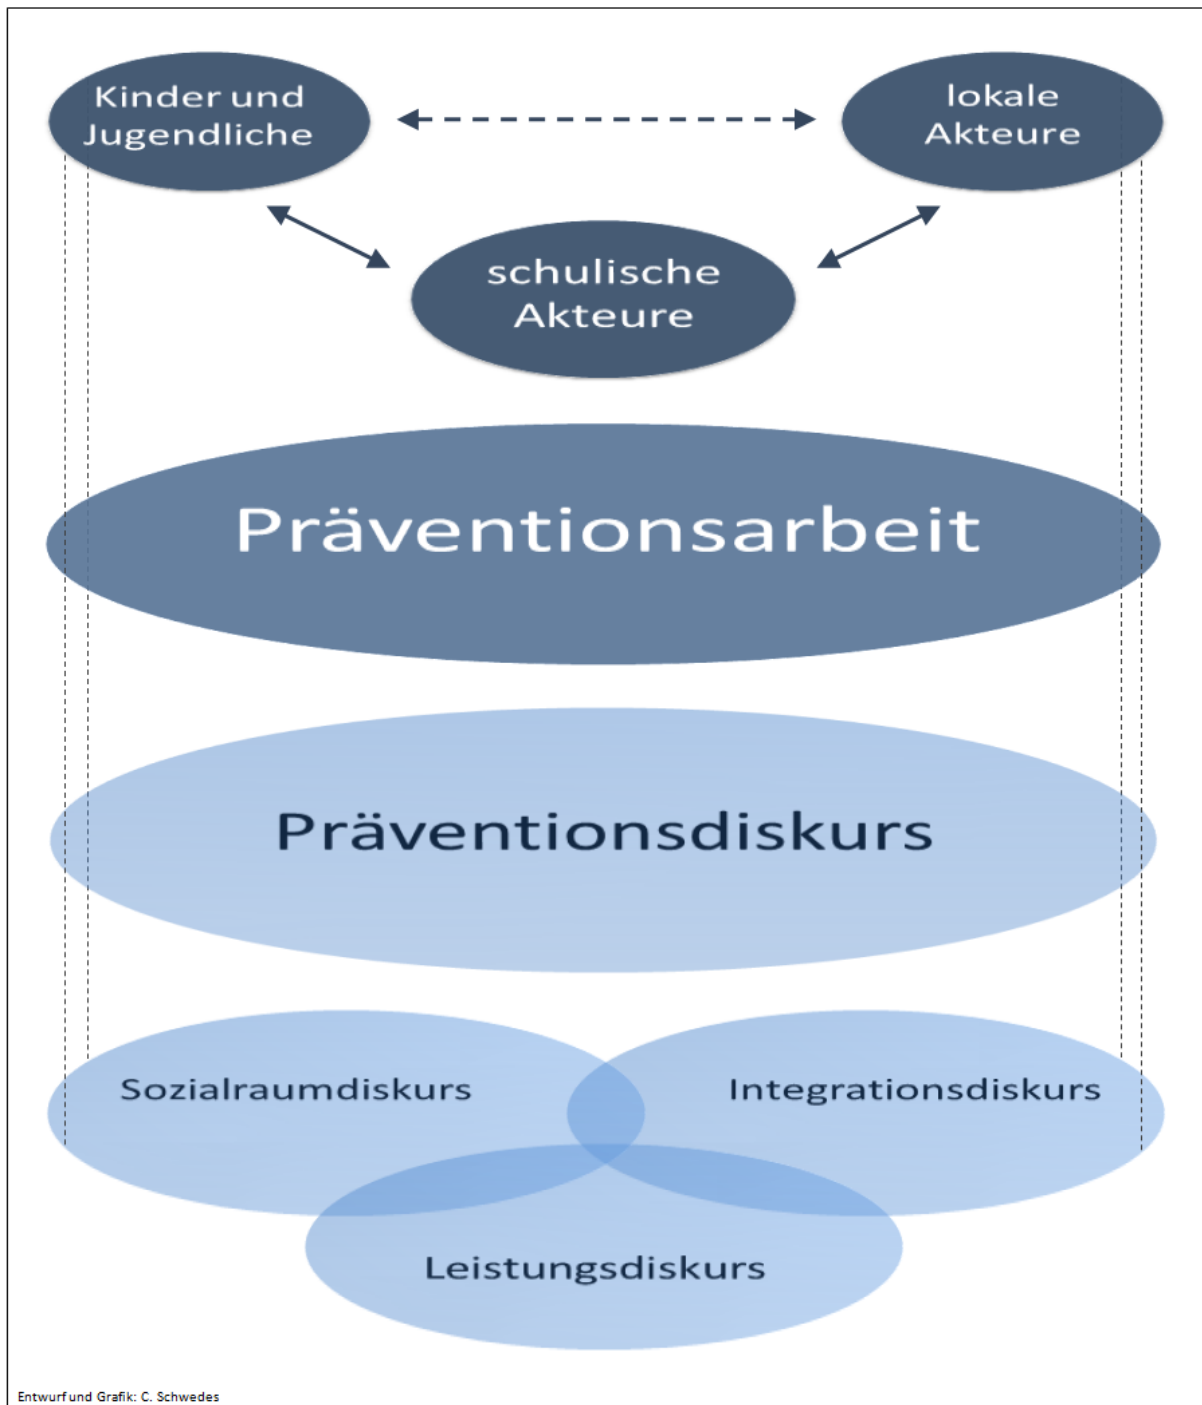 Kinder und
Jugendliche
lokale
Akteure
schulische
Akteure
Präventionsarbeit
Präventionsdiskurs
Sozialraumdiskurs
Integrationsdiskurs
Leistungsdiskurs
Entwurf und Grafik: C. Schwedes